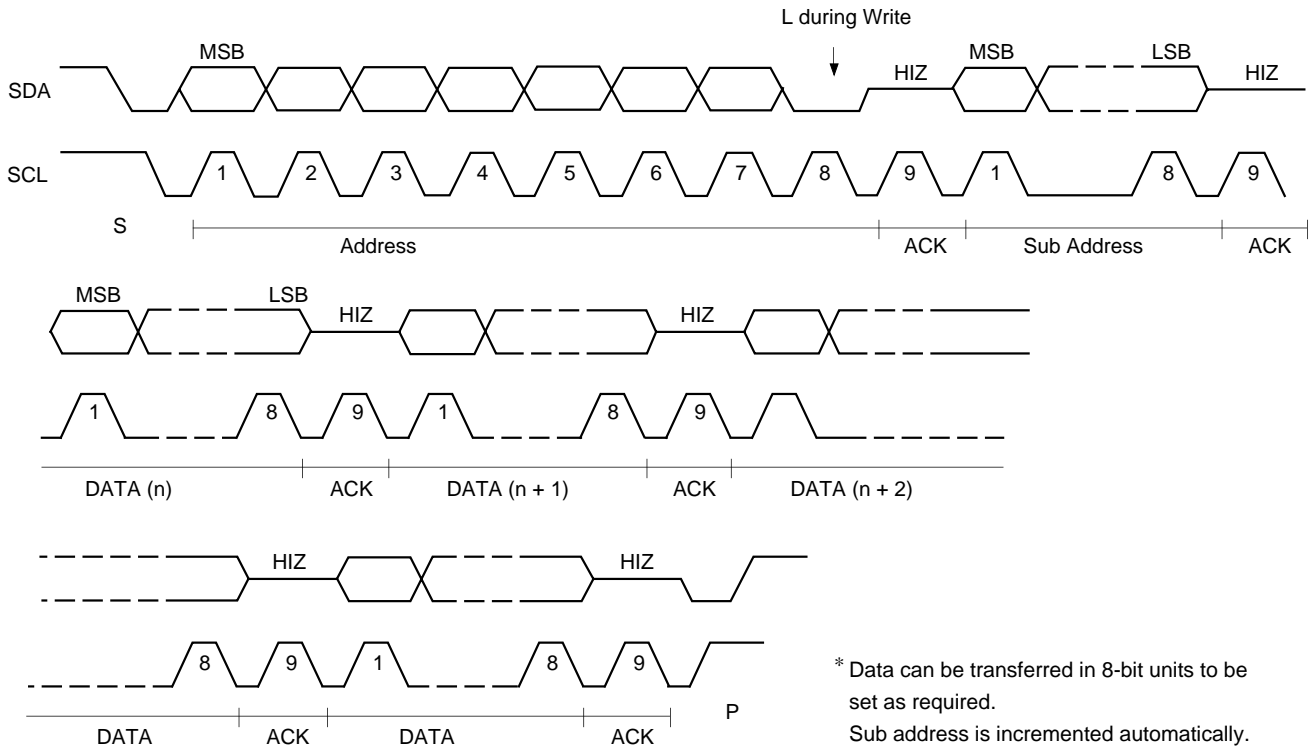 L during Write
MSB HIZ MSB LSB HIZ
SDA
SCL 1 2 3 4 5 6 7 8 9 1 8 9
S
Address ACK Sub Address ACK
MSB LSB HIZ HIZ
1 8 9 1 8 9
DATA (n) ACK DATA (n + 1) ACK DATA (n + 2)
HIZ HIZ
8 9 1 8 9
P
DATA ACK DATA ACK
* Data can be transferred in 8-bit units to be
set as required.
Sub address is incremented automatically.